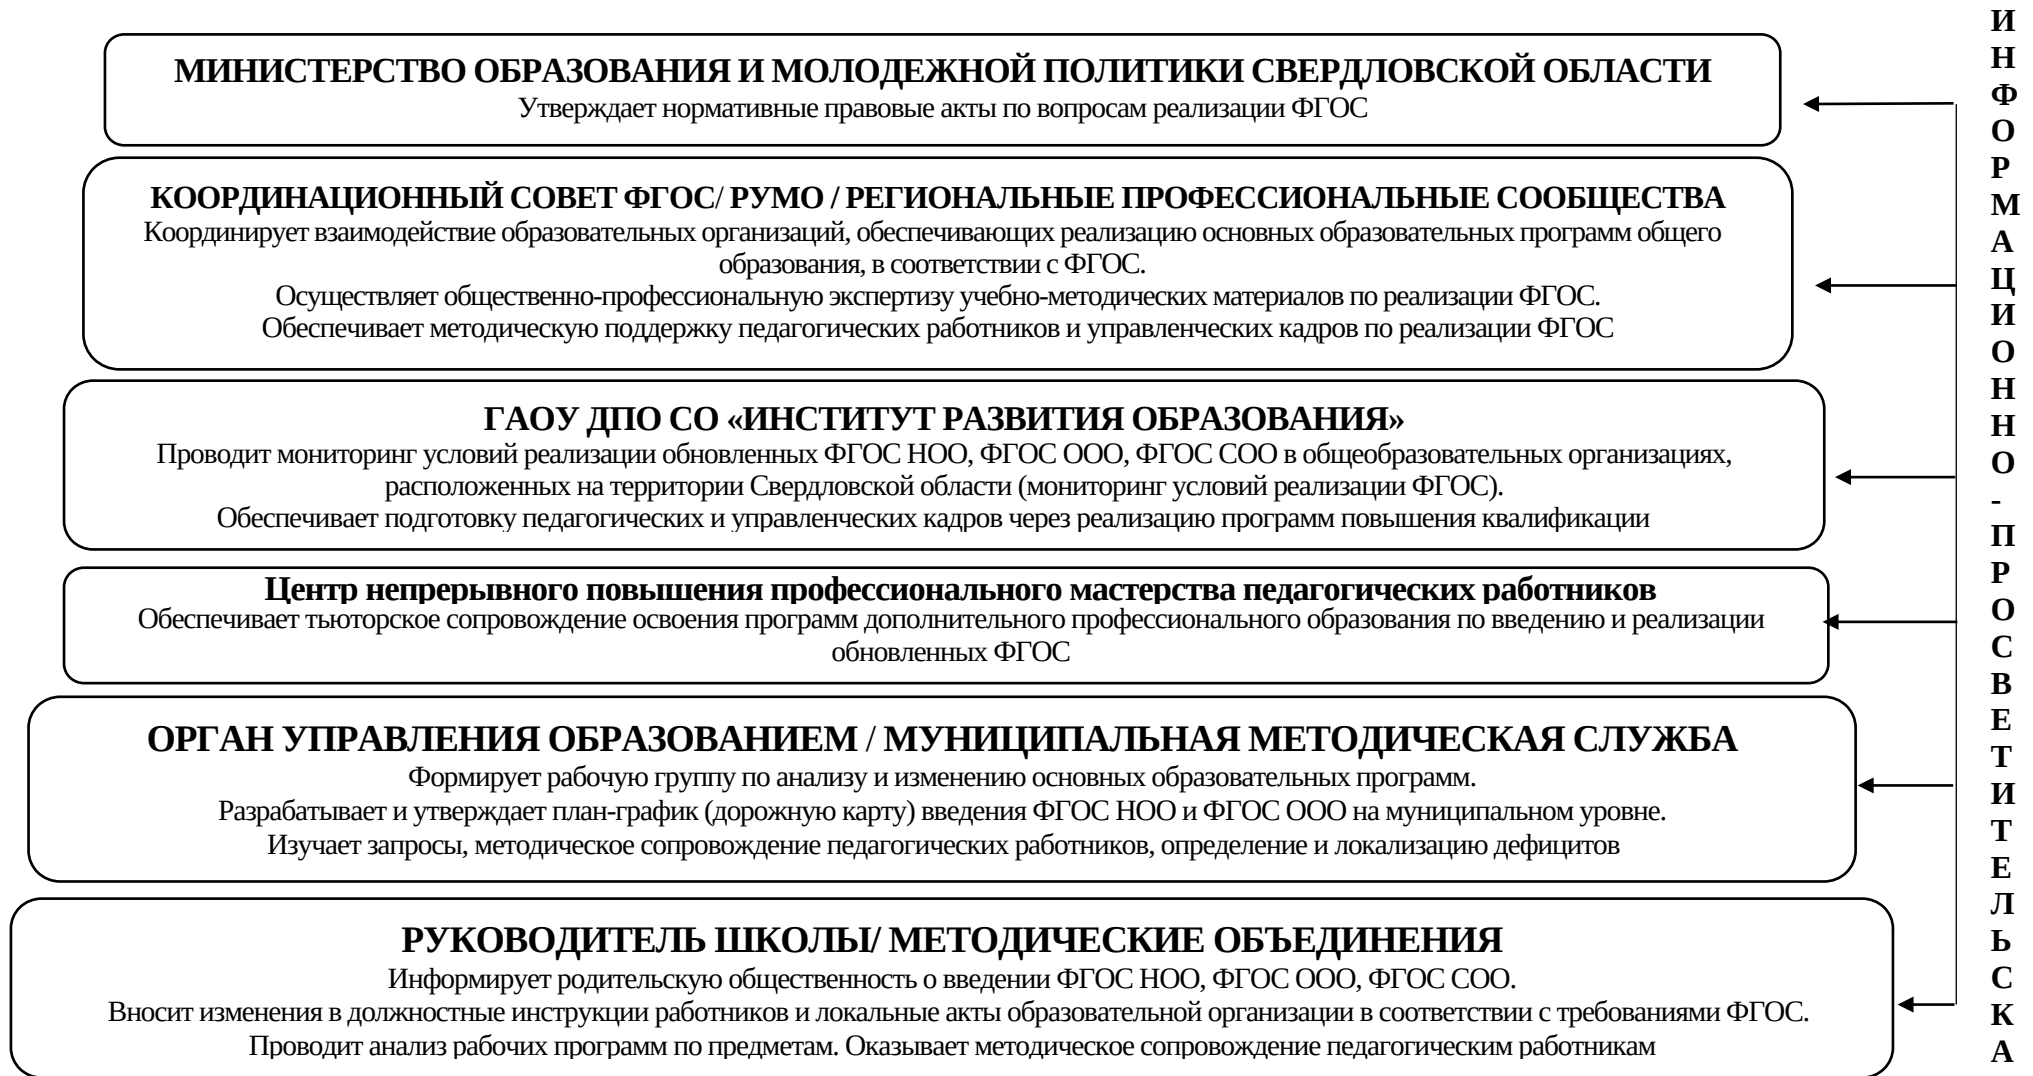 МИНИСТЕРСТВО ОБРАЗОВАНИЯ И МОЛОДЕЖНОЙ ПОЛИТИКИ СВЕРДЛОВСКОЙ ОБЛАСТИ
Утверждает нормативные правовые акты по вопросам реализации ФГОС
КООРДИНАЦИОННЫЙ СОВЕТ ФГОС/ РУМО / РЕГИОНАЛЬНЫЕ ПРОФЕССИОНАЛЬНЫЕ СООБЩЕСТВА
Координирует взаимодействие образовательных организаций, обеспечивающих реализацию основных образовательных программ общего
образования, в соответствии с ФГОС.
Осуществляет общественно-профессиональную экспертизу учебно-методических материалов по реализации ФГОС.
Обеспечивает методическую поддержку педагогических работников и управленческих кадров по реализации ФГОС
ГАОУ ДПО СО «ИНСТИТУТ РАЗВИТИЯ ОБРАЗОВАНИЯ»
Проводит мониторинг условий реализации обновленных ФГОС НОО, ФГОС ООО, ФГОС СОО в общеобразовательных организациях,
расположенных на территории Свердловской области (мониторинг условий реализации ФГОС).
Обеспечивает подготовку педагогических и управленческих кадров через реализацию программ повышения квалификации
Центр непрерывного повышения профессионального мастерства педагогических работников
Обеспечивает тьюторское сопровождение освоения программ дополнительного профессионального образования по введению и реализации
обновленных ФГОС
ОРГАН УПРАВЛЕНИЯ ОБРАЗОВАНИЕМ / МУНИЦИПАЛЬНАЯ МЕТОДИЧЕСКАЯ СЛУЖБА
Формирует рабочую группу по анализу и изменению основных образовательных программ.
Разрабатывает и утверждает план-график (дорожную карту) введения ФГОС НОО и ФГОС ООО на муниципальном уровне.
Изучает запросы, методическое сопровождение педагогических работников, определение и локализацию дефицитов
РУКОВОДИТЕЛЬ ШКОЛЫ/ МЕТОДИЧЕСКИЕ ОБЪЕДИНЕНИЯ
Информирует родительскую общественность о введении ФГОС НОО, ФГОС ООО, ФГОС СОО.
Вносит изменения в должностные инструкции работников и локальные акты образовательной организации в соответствии с требованиями ФГОС.
Проводит анализ рабочих программ по предметам. Оказывает методическое сопровождение педагогическим работникам
ИНФОРМАЦИОННО-ПРОСВЕТИТЕЛЬСКА